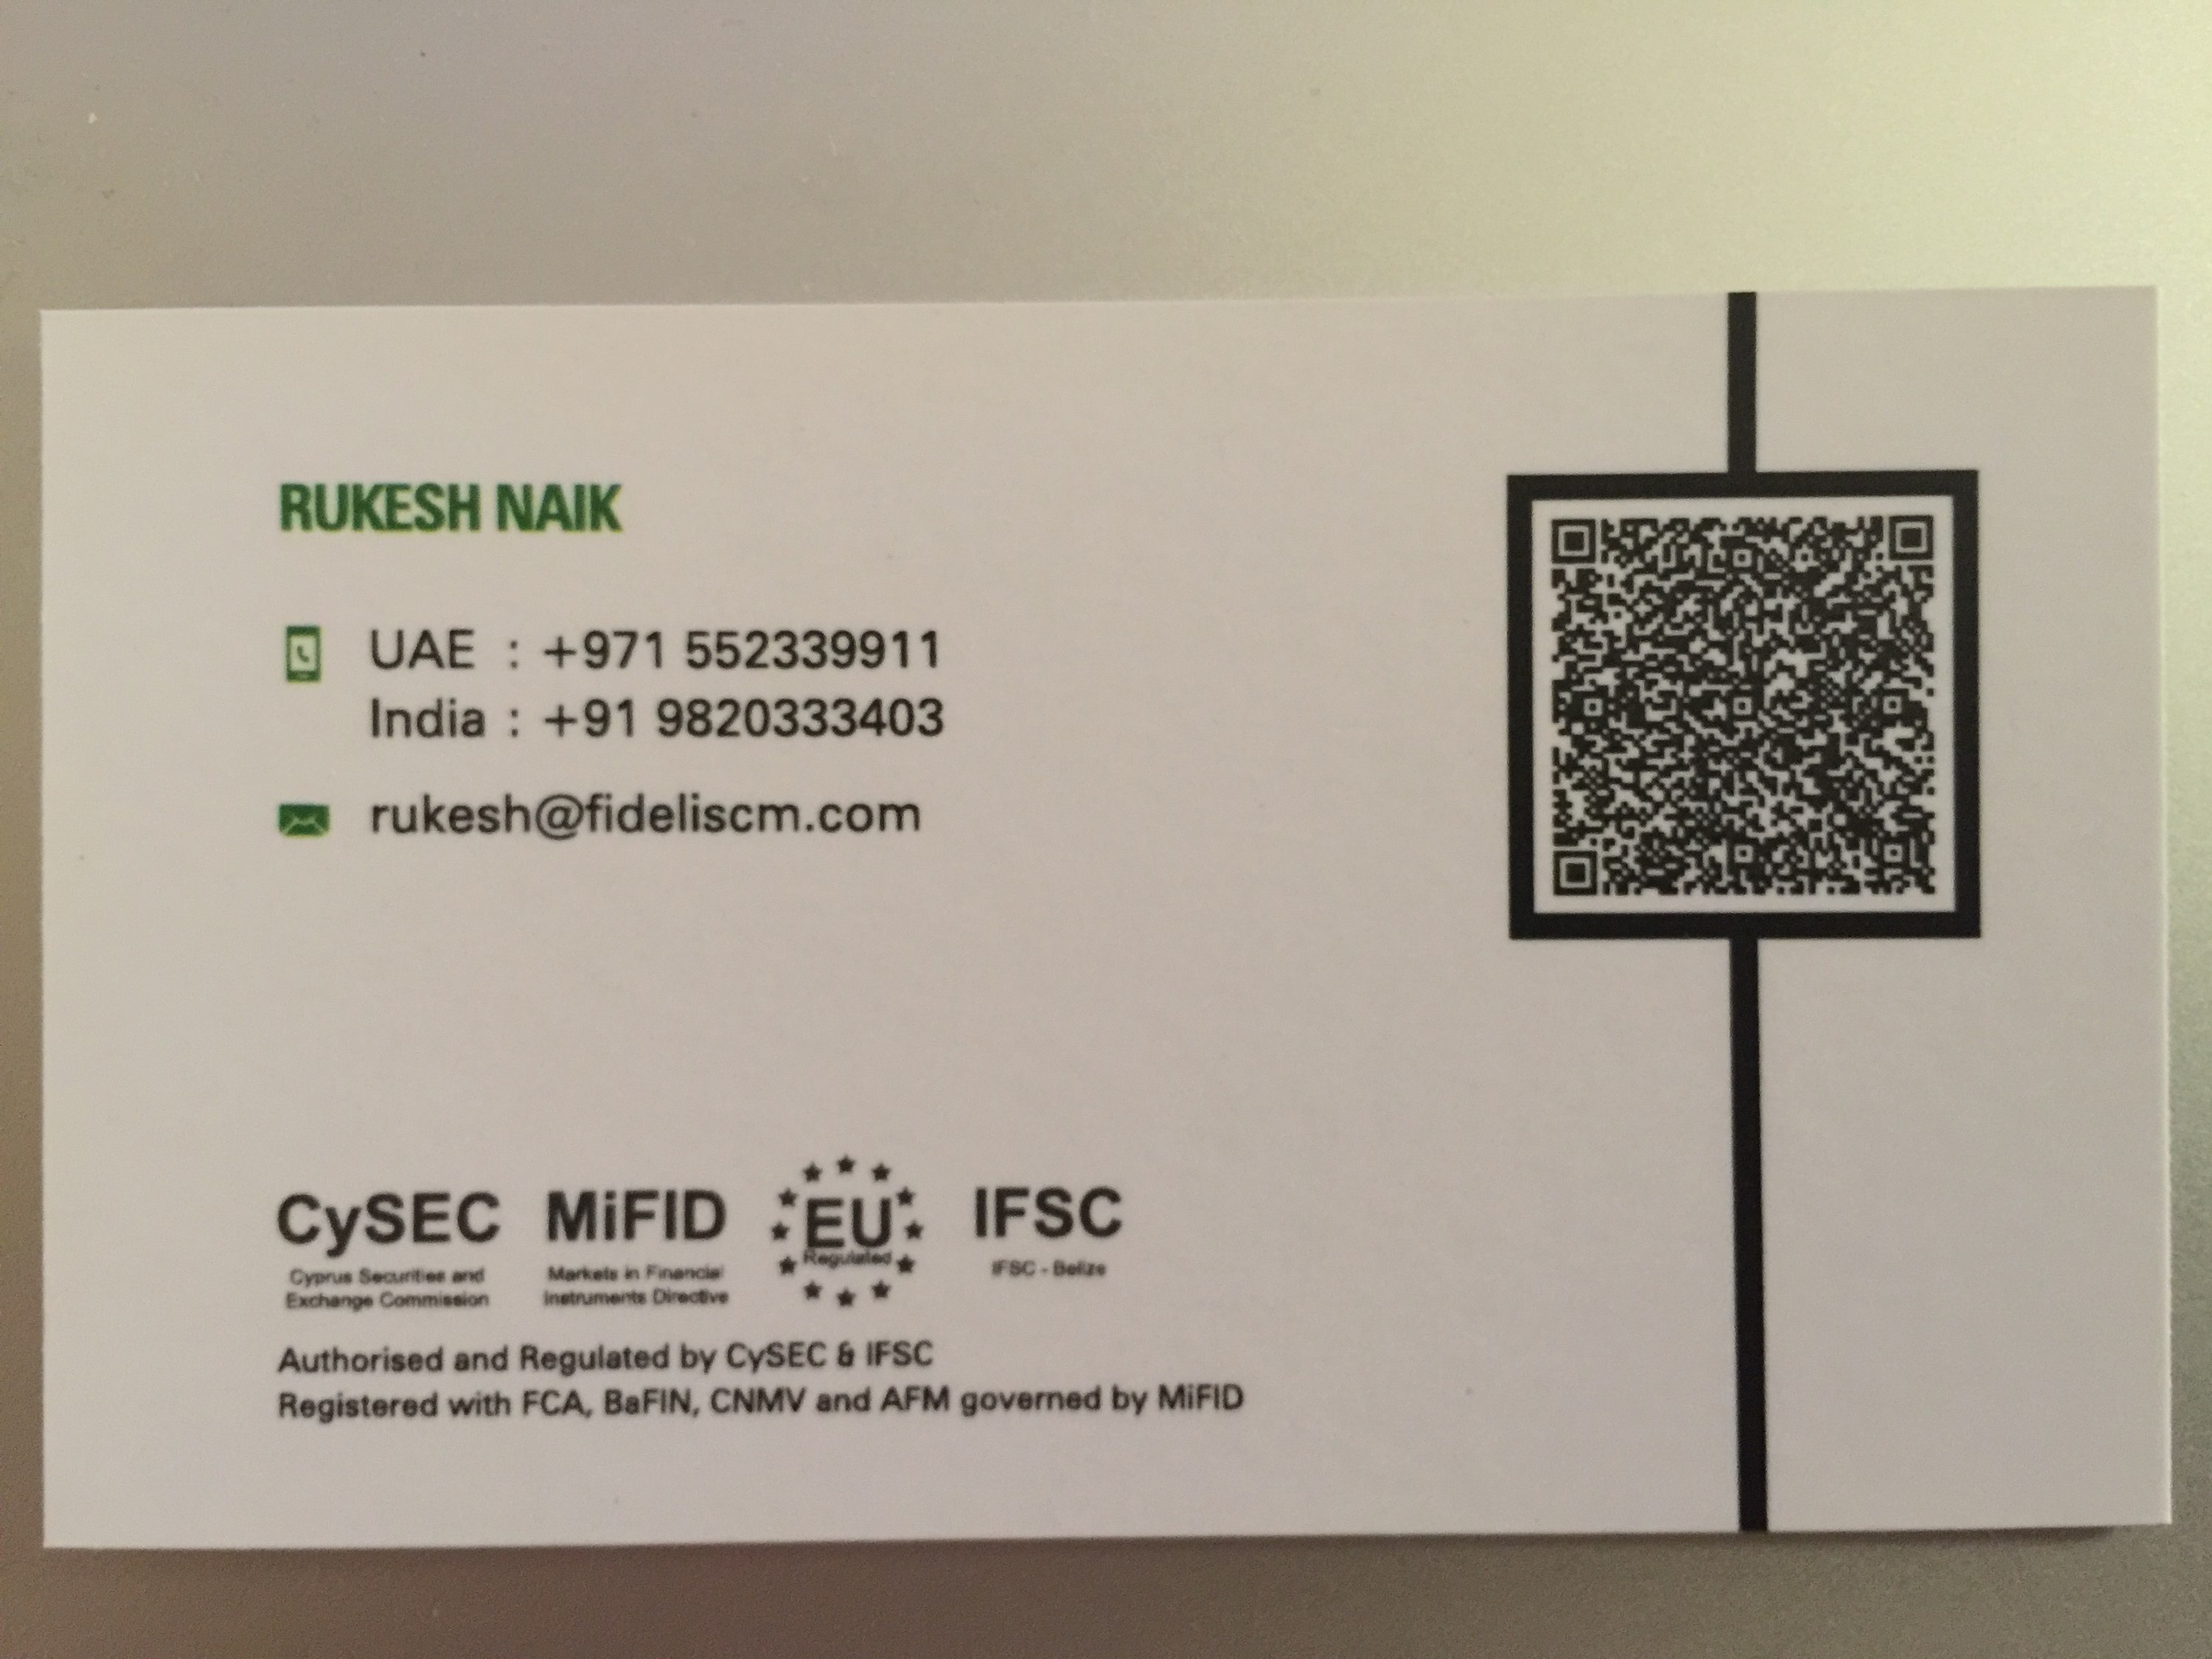 RUKESH NAIK
UAE : +971 552339911
India : +91 9820333403
rukesh@fideliscm.com
CySEC
Cyprus Securities and
Exchange Commission
MiFID
Markets in Financial
Instruments Directive
EU
Regulated
IFSC
IFSC - Belize
Authorised and Regulated by CySEC & IFSC
Registered with FCA, BaFIN, CNMV and AFM governed by MiFID